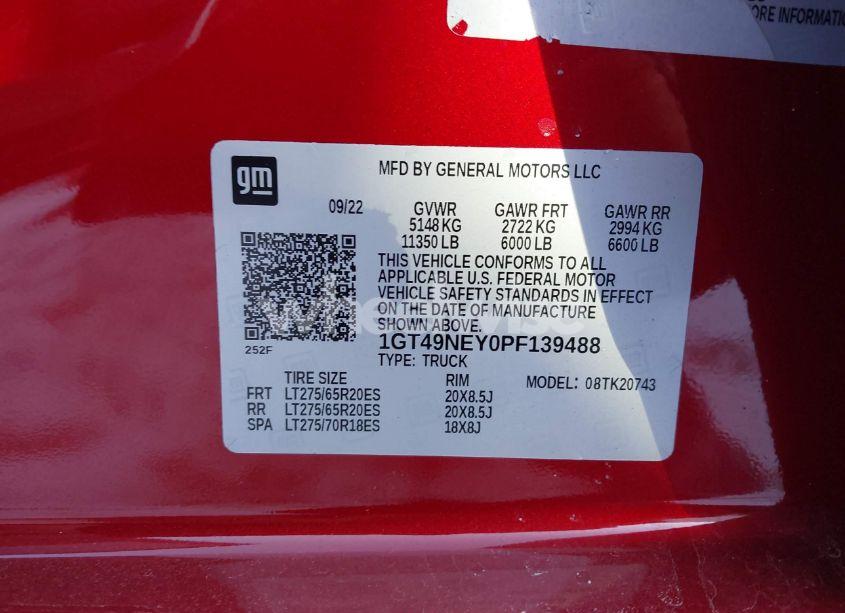 ORE INFORMATIO
gm
MFD BY GENERAL MOTORS LLC
09/22 GVWR GAWR FRT GAWR RR
5148 KG 2722 KG 2994 KG
11350 LB 6000 LB 6600 LB
THIS VEHICLE CONFORMS TO ALL
APPLICABLE U.S. FEDERAL MOTOR
VEHICLE SAFETY STANDARDS IN EFFECT
ON THE DATE OF MANUFACTURE
SHOWN ABOVE.
252F
1GT49NEY0PF139488
TYPE: TRUCK
TIRE SIZE RIM MODEL: 08TK20743
FRT LT275/65R20ES 20X8.5J
RR LT275/65R20ES 20X8.5J
SPA LT275/70R18ES 18X8J